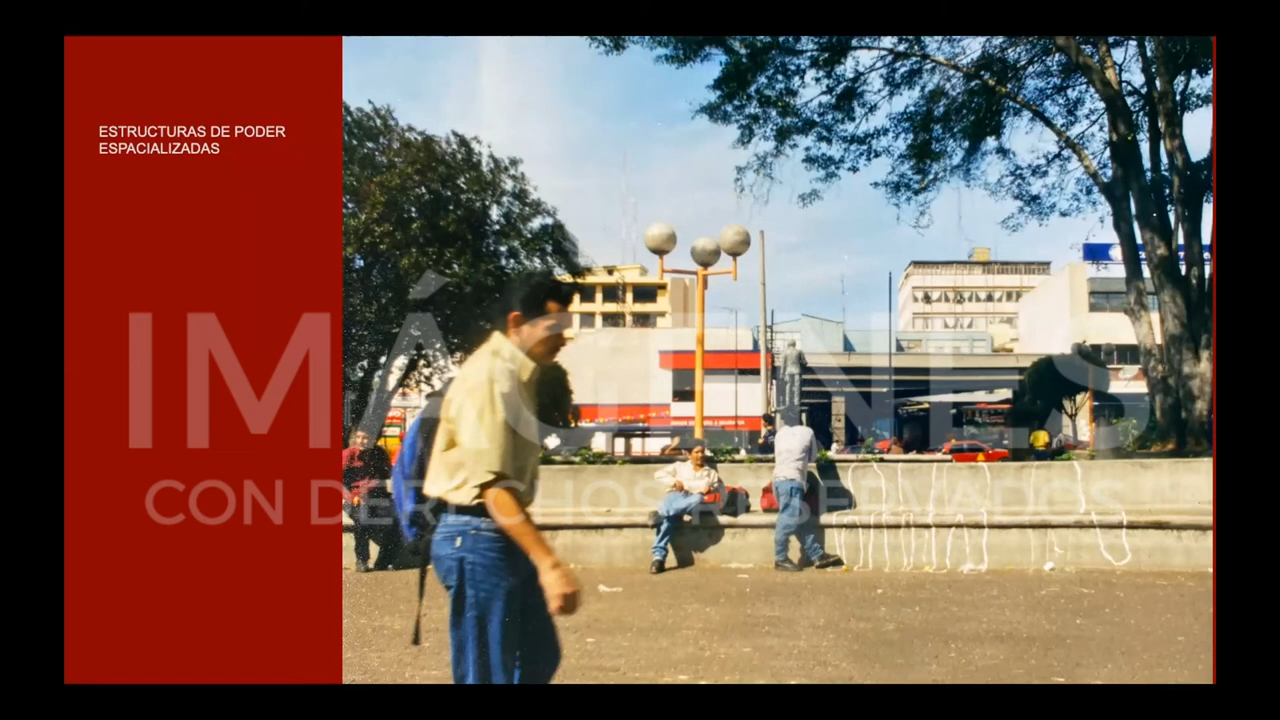 ESTRUCTURAS DE PODER
ESPACIALIZADAS
IMÁGENES
CON DERECHOS RESERVADOS